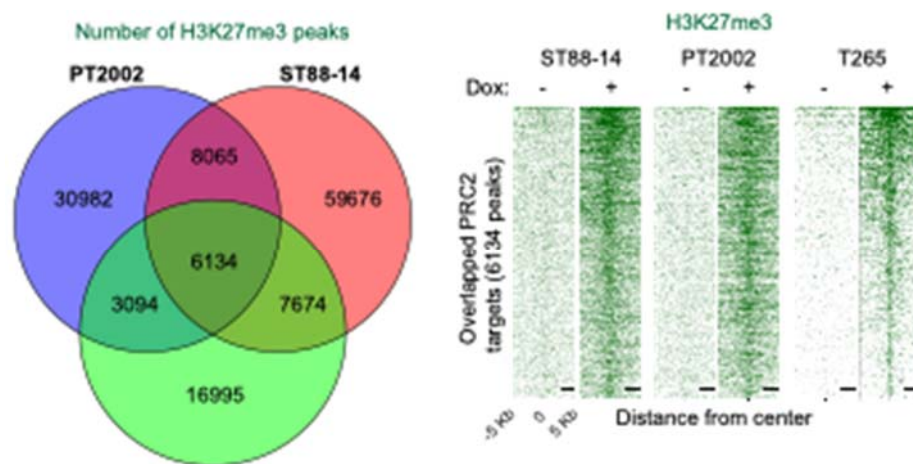 Number of H3K27me3 peaks
PT2002 ST88-14
8065
30982 59676
6134
3094 7674
16995
H3K27me3
ST88-14 PT2002 T265
Dox: - + - + - +
Overlapped PRC2
targets (6134 peaks)
-5 Kb 0 5 Kb
Distance from center